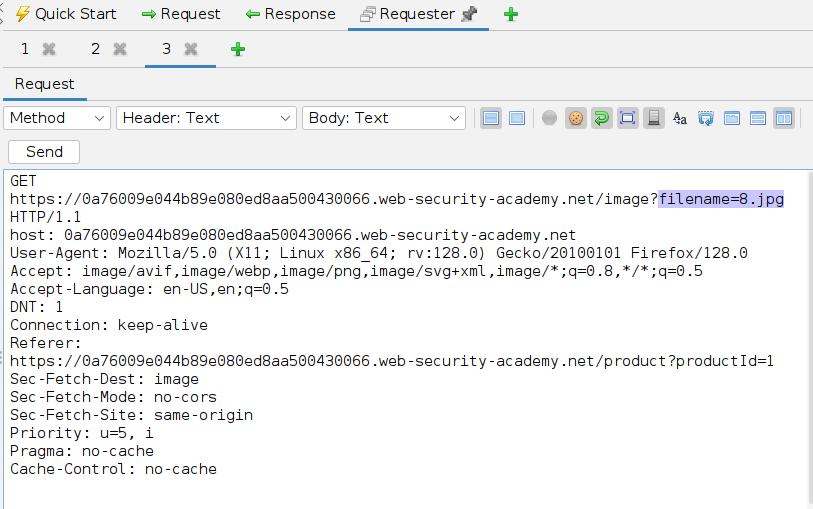 Quick Start Request Response Requester
1 2 3
Request
Method Header: Text Body: Text
Send
GET
https://0a76009e044b89e080ed8aa500430066.web-security-academy.net/image?filename=8.jpg
HTTP/1.1
host: 0a76009e044b89e080ed8aa500430066.web-security-academy.net
User-Agent: Mozilla/5.0 (X11; Linux x86_64; rv:128.0) Gecko/20100101 Firefox/128.0
Accept: image/avif,image/webp,image/png,image/svg+xml,image/*;q=0.8,*/*;q=0.5
Accept-Language: en-US,en;q=0.5
DNT: 1
Connection: keep-alive
Referer:
https://0a76009e044b89e080ed8aa500430066.web-security-academy.net/product?productId=1
Sec-Fetch-Dest: image
Sec-Fetch-Mode: no-cors
Sec-Fetch-Site: same-origin
Priority: u=5, i
Pragma: no-cache
Cache-Control: no-cache